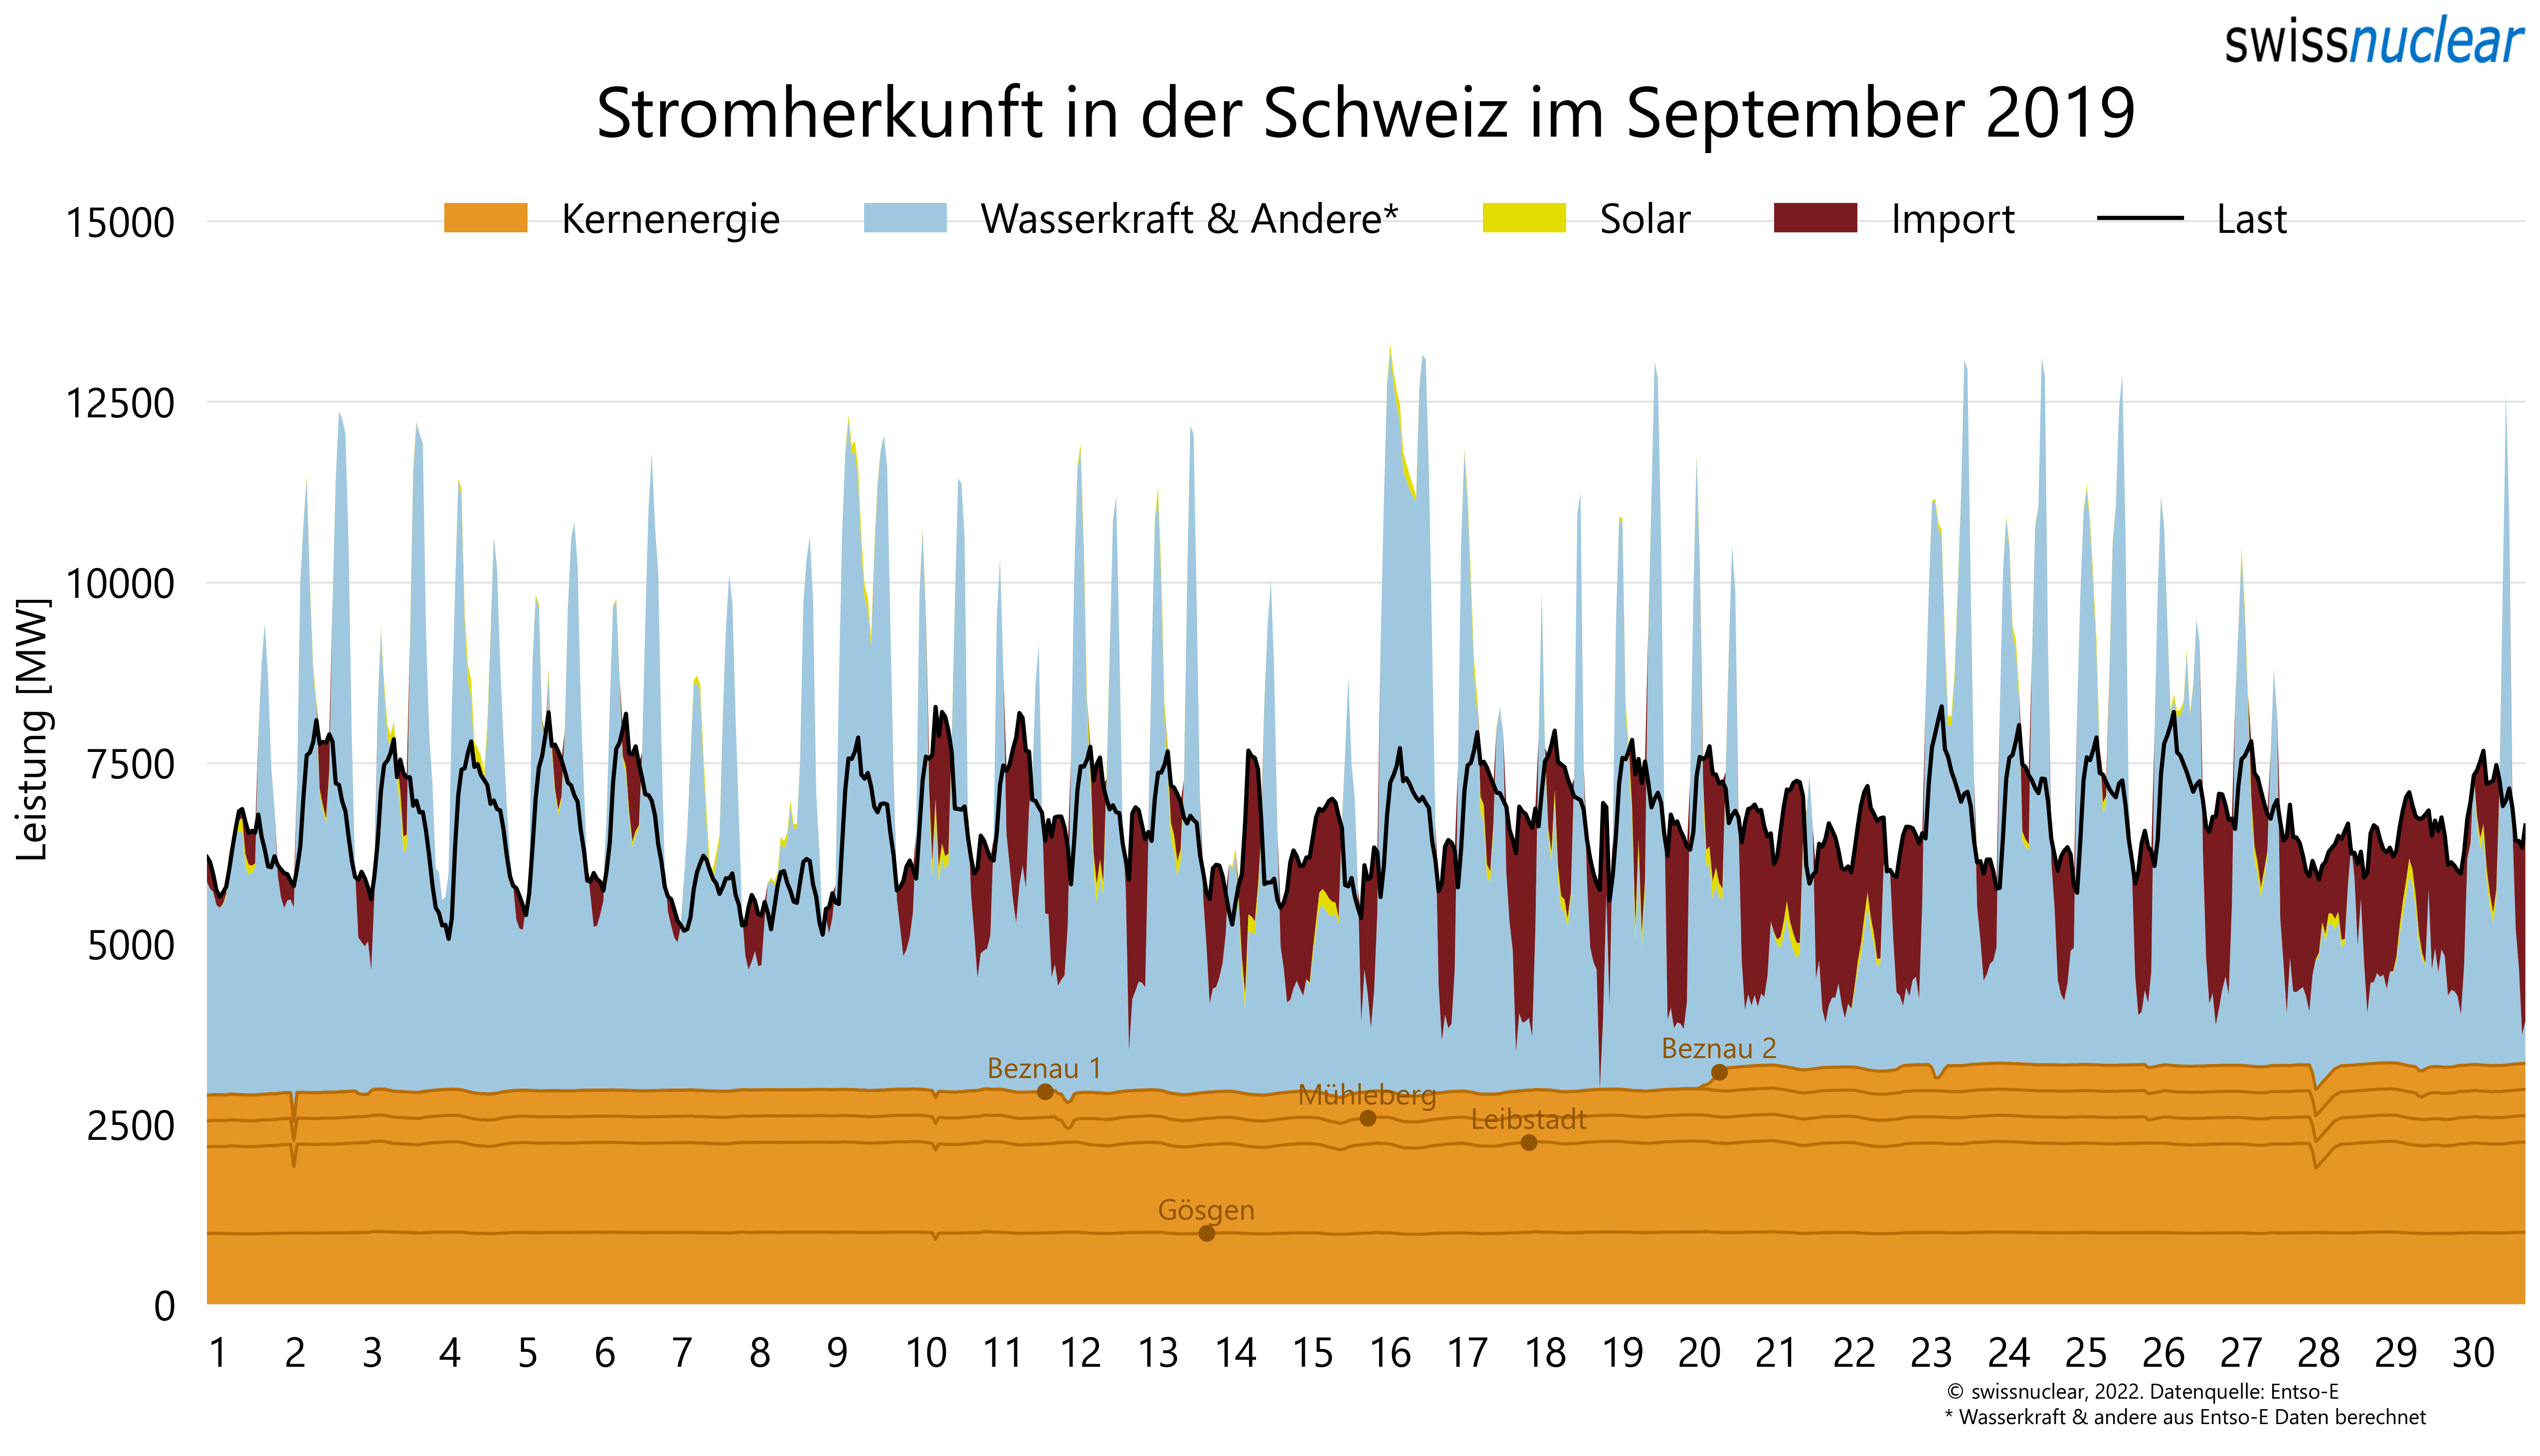 swissnuclear
Stromherkunft in der Schweiz im September 2019
Kernenergie Wasserkraft & Andere* Solar Import Last
15000
12500
10000
7500
5000
2500
0
Leistung [MW]
Beznau 1
Beznau 2
Mühleberg
Leibstadt
Gösgen
1 2 3 4 5 6 7 8 9 10 11 12 13 14 15 16 17 18 19 20 21 22 23 24 25 26 27 28 29 30
© swissnuclear, 2022. Datenquelle: Entso-E
* Wasserkraft & andere aus Entso-E Daten berechnet